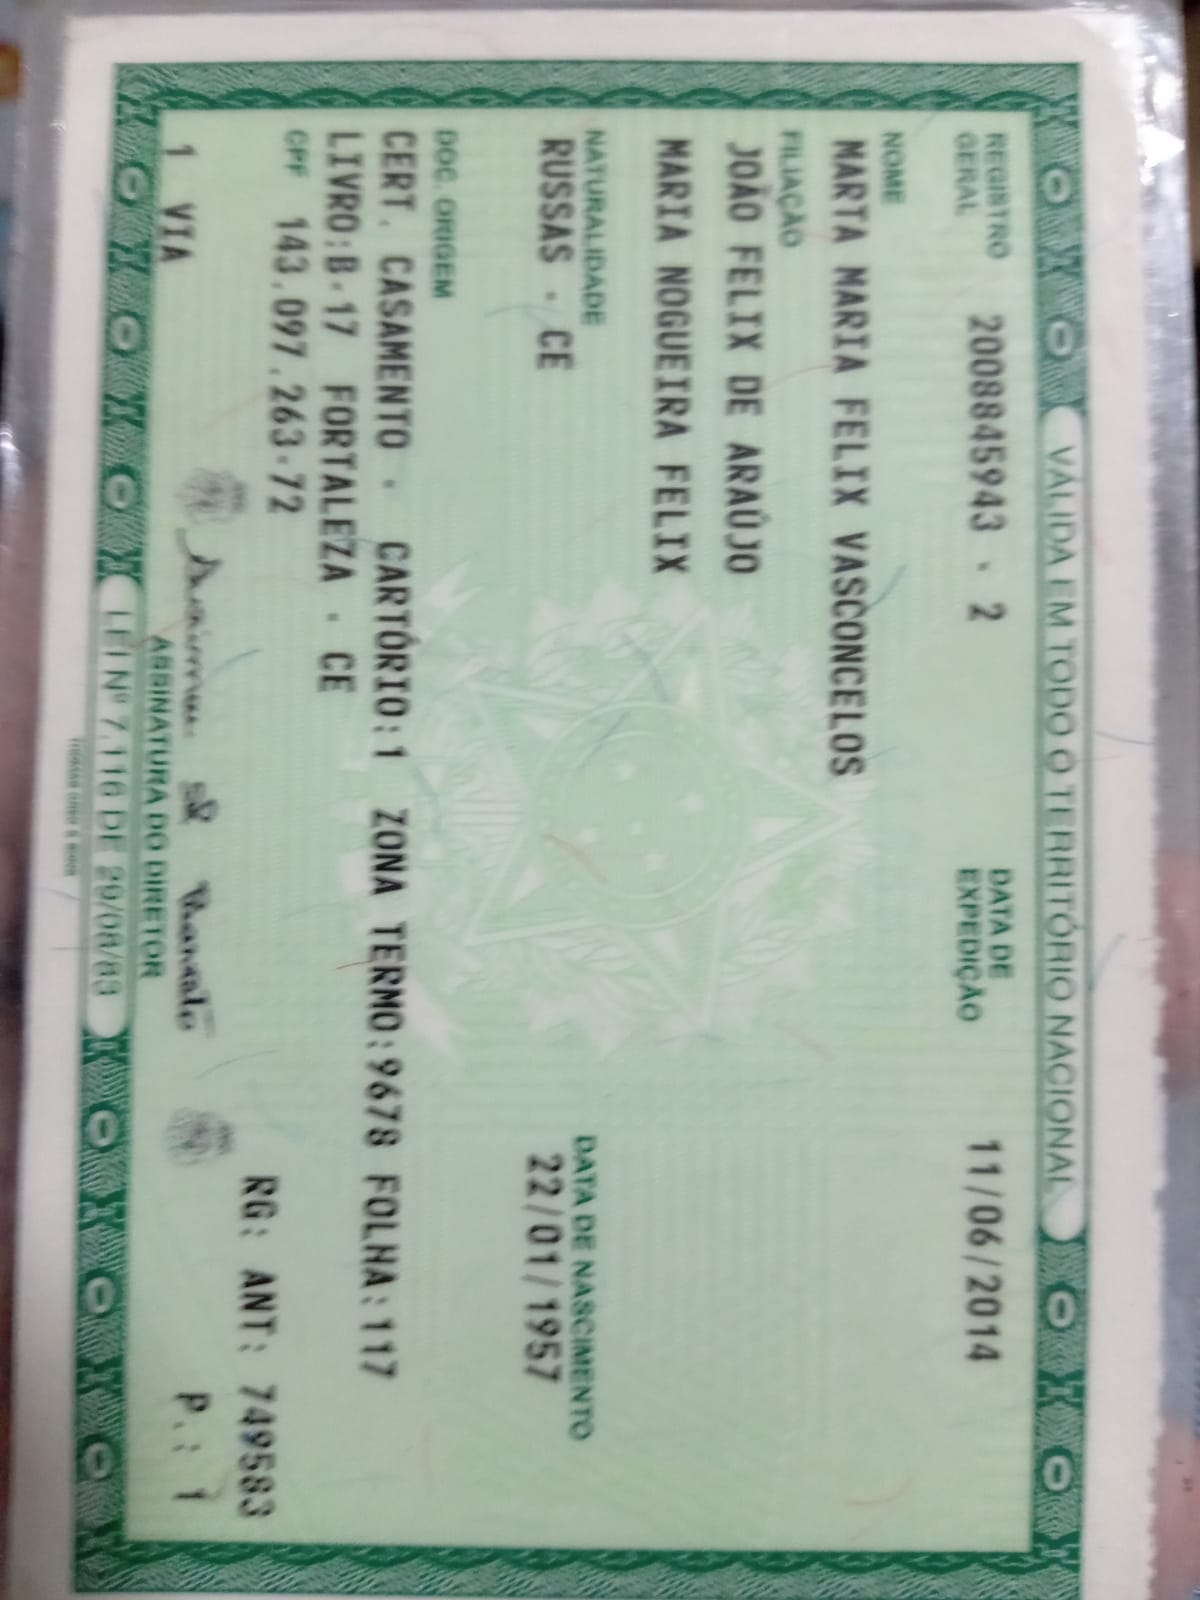 VÁLIDA EM TODO O TERRITÓRIO NACIONAL
REGISTRO GERAL 2008845943 - 2 DATA DE EXPEDIÇÃO 11/06/2014
NOME
MARTA MARIA FELIX VASCONCELOS
FILIAÇÃO
JOÃO FELIX DE ARAÚJO
MARIA NOGUEIRA FELIX
NATURALIDADE DATA DE NASCIMENTO
RUSSAS - CE 22/01/1957
DOC. ORIGEM
CERT. CASAMENTO - CARTÓRIO:1 ZONA TERMO:9678 FOLHA:117
LIVRO:B-17 FORTALEZA - CE
CPF 143.097.263-72
RG: ANT: 749583
1 VIA P.: 1
ASSINATURA DO DIRETOR
LEI Nº 7.116 DE 29/08/83